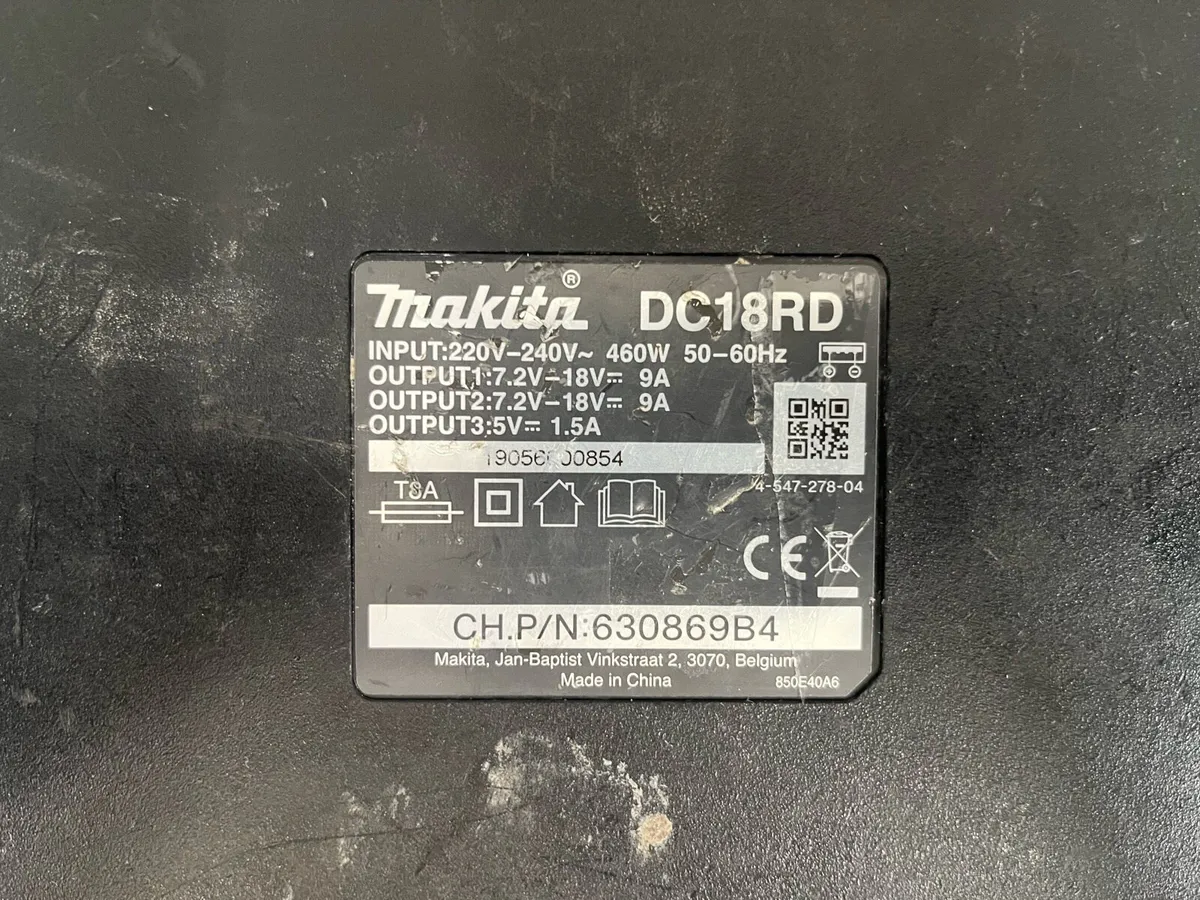 makita® DC18RD
INPUT:220V–240V~ 460W 50–60Hz
OUTPUT1:7.2V–18V⎓ 9A
OUTPUT2:7.2V–18V⎓ 9A
OUTPUT3:5V⎓ 1.5A
4-547-278-04
CE
CH.P/N:630869B4
Makita, Jan-Baptist Vinkstraat 2, 3070, Belgium
Made in China
850E40A6